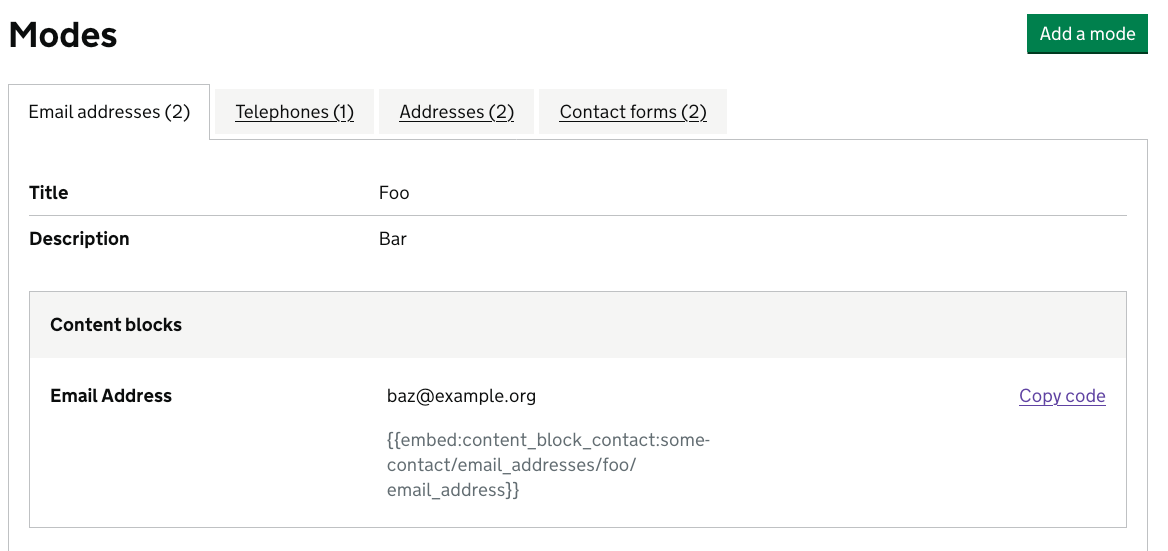 Modes
Add a mode
Email addresses (2)
Telephones (1)
Addresses (2)
Contact forms (2)
Title
Foo
Description
Bar
Content blocks
Email Address
baz@example.org
Copy code
{{embed:content_block_contact:some-
contact/email_addresses/foo/
email_address}}